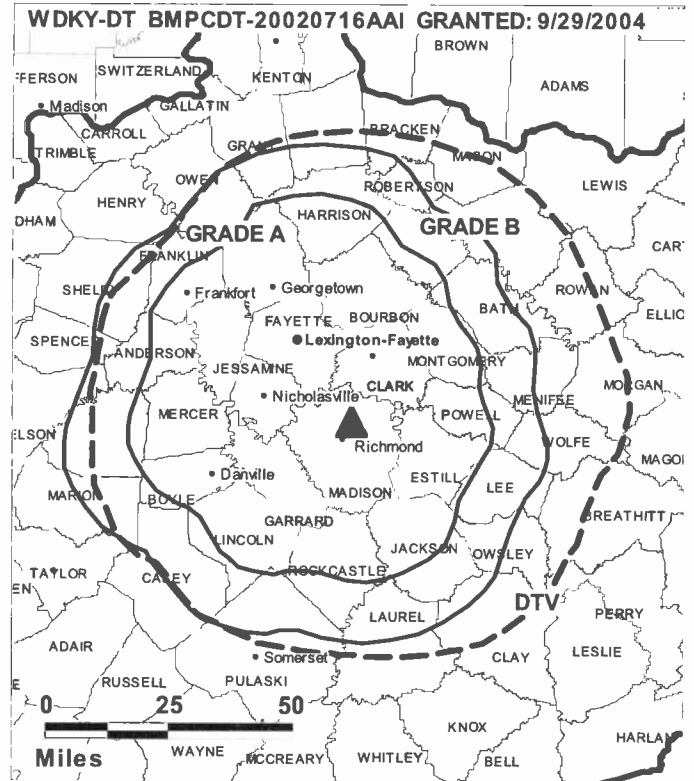 WDKY-DT BMPCDT-20020716AAI GRANTED: 9/29/2004
BROWN
FFERSON
SWITZERLAND
KENTON
ADAMS
Madison
GALLATIN
CARROLL
GRANT
BRACKEN
TRIMBLE
MASON
OWEN
ROBERTSON
LEWIS
HENRY
HARRISON
DHAM
GRADE A
GRADE B
CAR
FRANKLIN
SHELB
Frankfort
Georgetown
ROWAN
BATH
ELLIO
FAYETTE
BOURBON
SPENCE
Lexington-Fayette
ANDERSON
MONTGOMERY
JESSAMINE
CLARK
MORGAN
Nicholasville
MENIFEE
MERCER
POWELL
ELSON
Richmond
WOLFE
MAGO
Danville
ESTILL
MARION
BOYLE
MADISON
LEE
BREATHITT
GARRARD
LINCOLN
JACKSON
OWSLEY
TAYLOR
EN
CASEY
ROCKCASTLE
DTV
LAUREL
PERRY
ADAIR
Somerset
CLAY
LESLIE
E
RUSSELL
PULASKI
0 25 50
KNOX
HARLAN
Miles
WAYNE
MCCREARY
WHITLEY
BELL